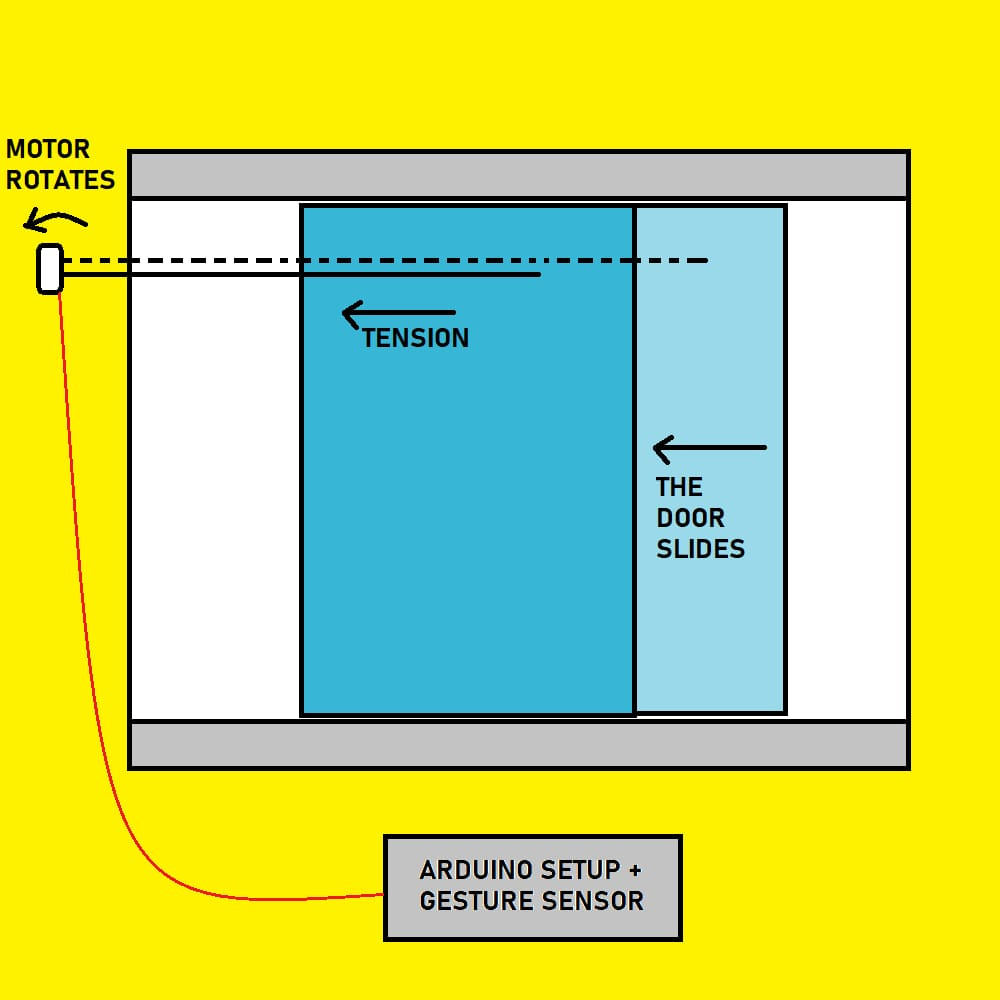 MOTOR
ROTATES
TENSION
THE
DOOR
SLIDES
ARDUINO SETUP +
GESTURE SENSOR